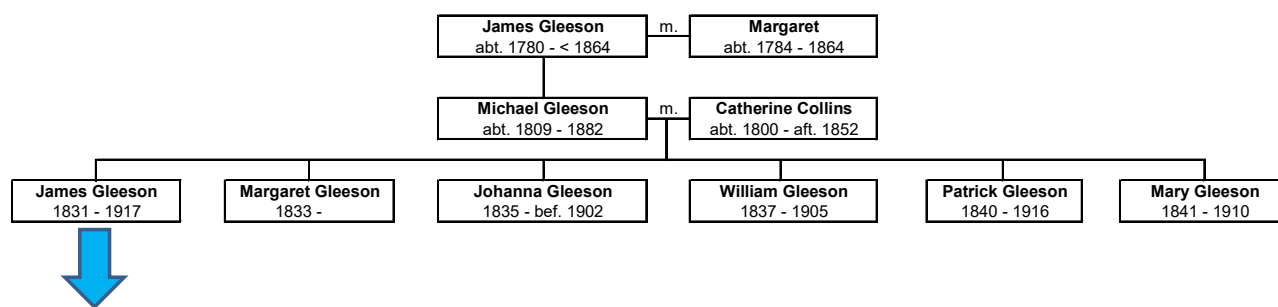 James Gleeson
abt. 1780 - < 1864
m.
Margaret
abt. 1784 - 1864
Michael Gleeson
abt. 1809 - 1882
m.
Catherine Collins
abt. 1800 - aft. 1852
James Gleeson
1831 - 1917
Margaret Gleeson
1833 -
Johanna Gleeson
1835 - bef. 1902
William Gleeson
1837 - 1905
Patrick Gleeson
1840 - 1916
Mary Gleeson
1841 - 1910